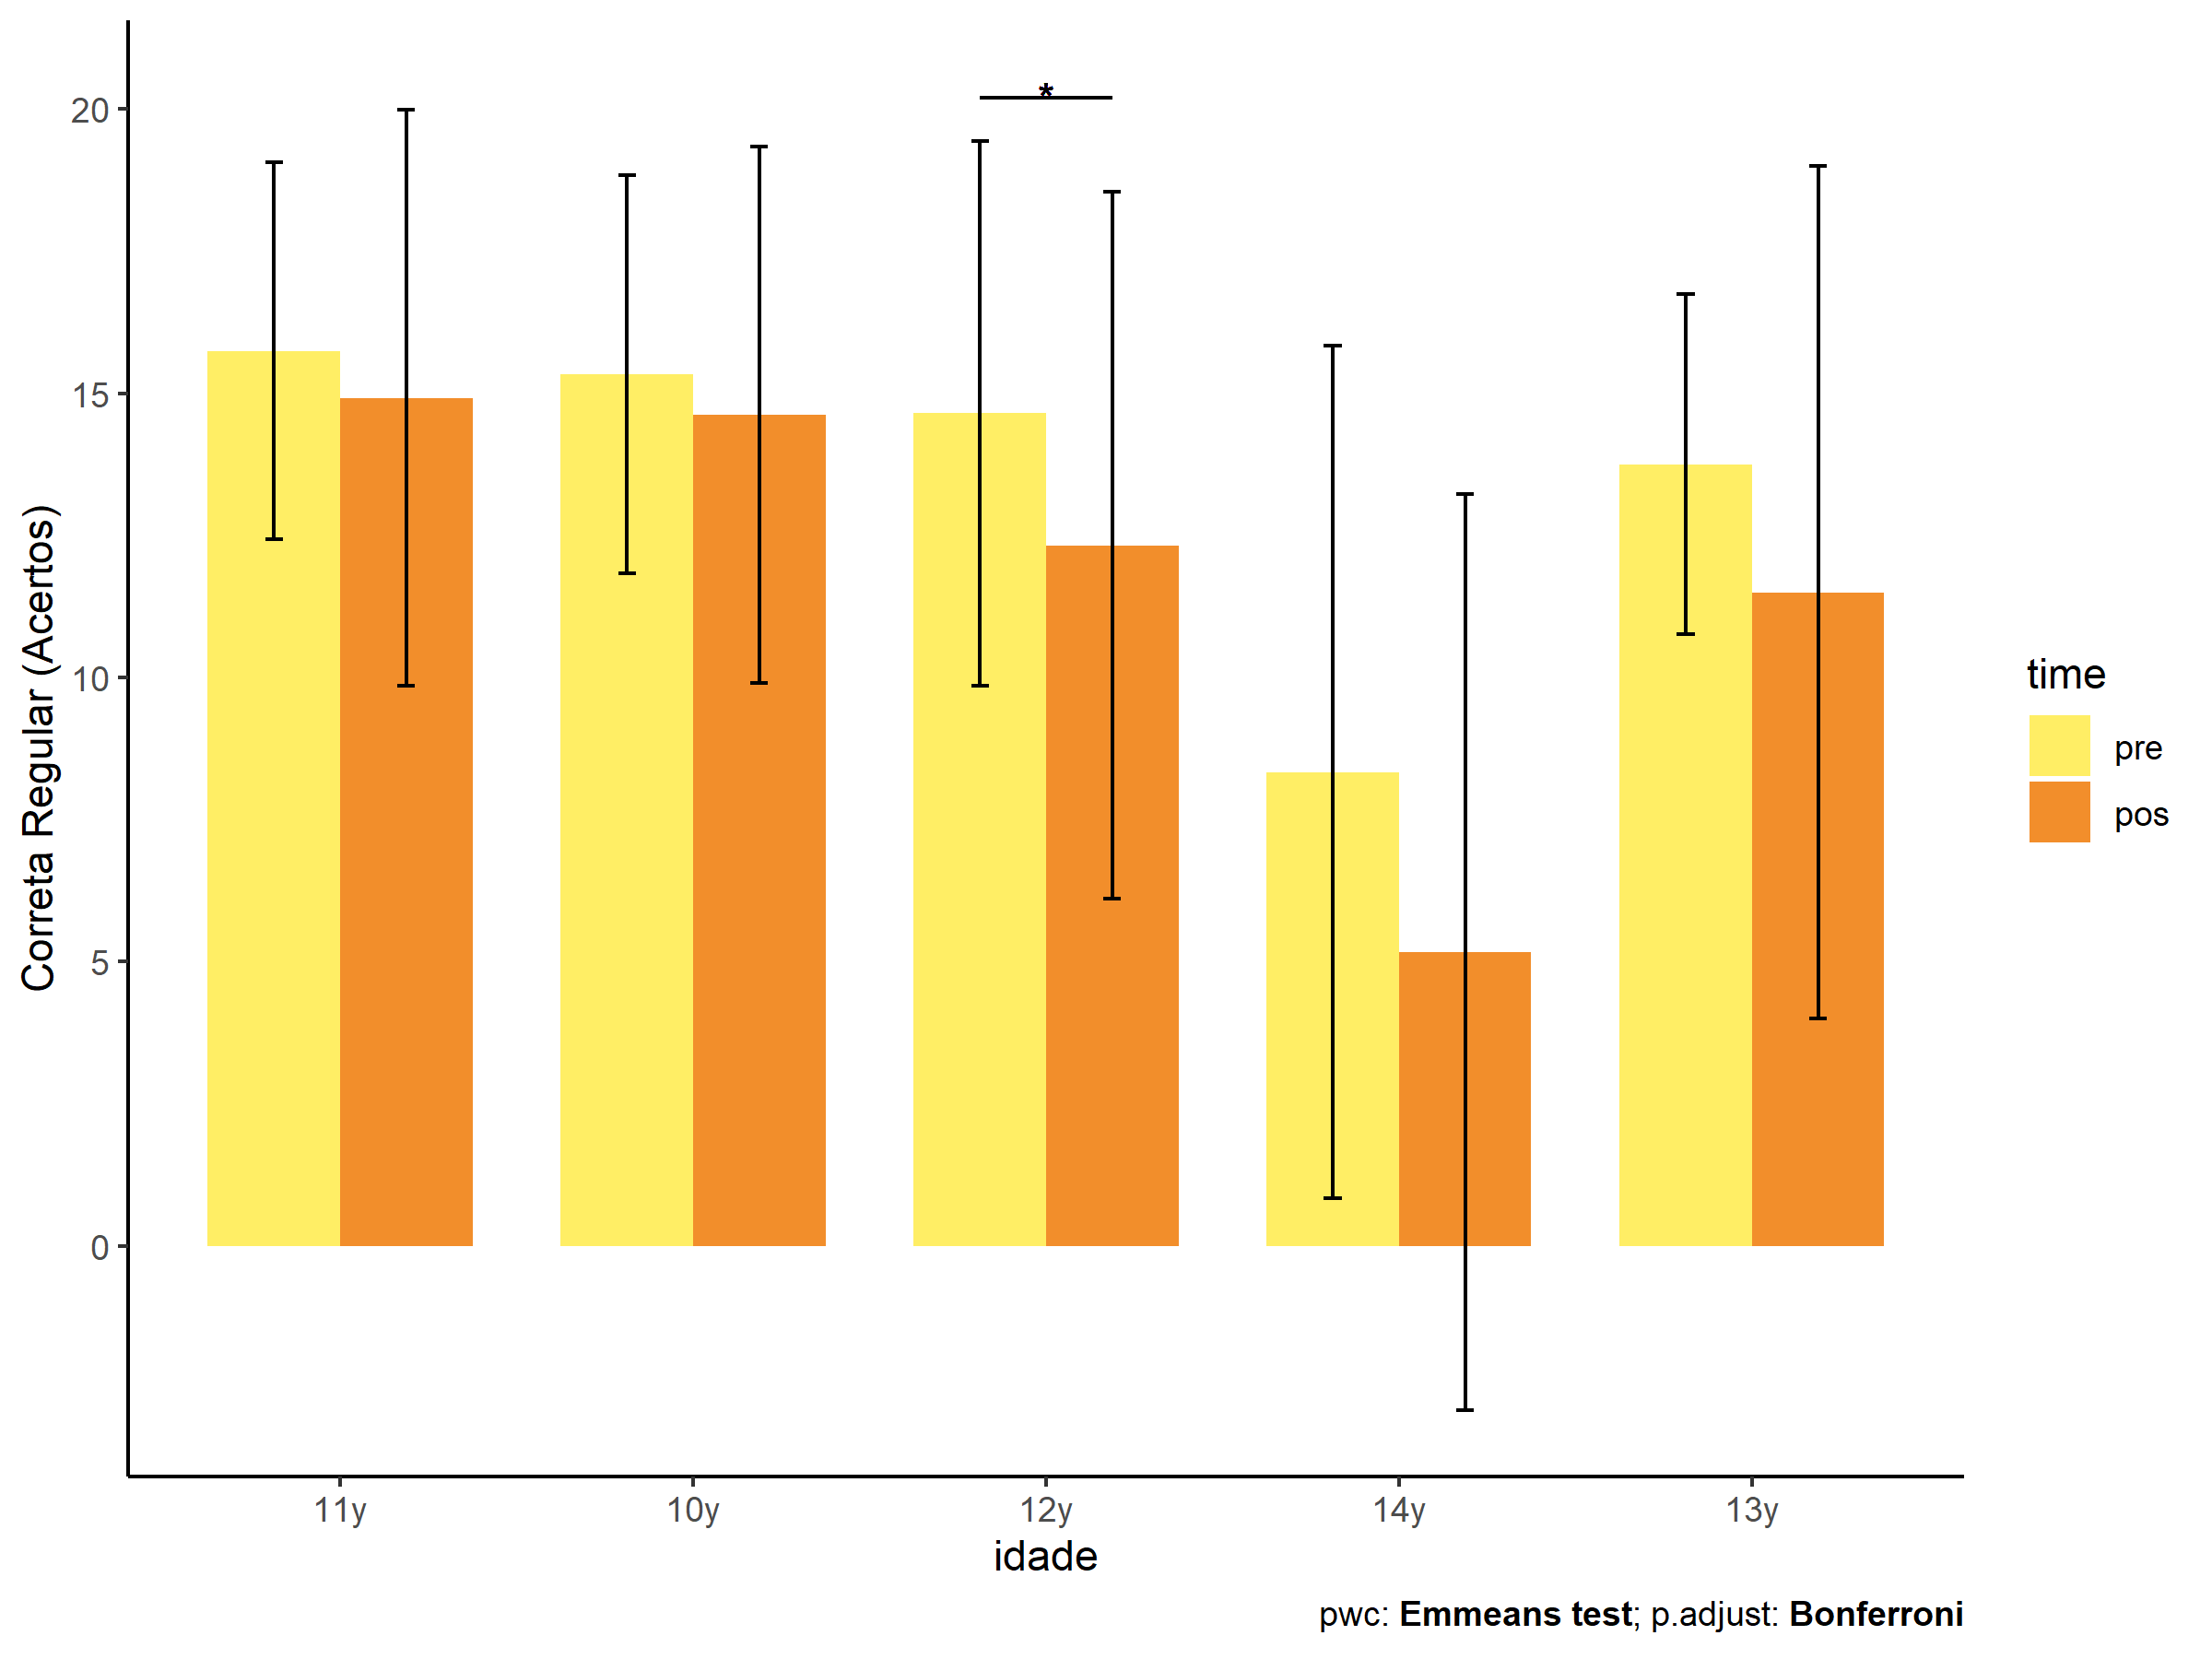 Correta Regular (Acertos)
20
15
10
5
0
*
11y
10y
12y
14y
13y
idade
time
pre
pos
pwc: Emmeans test; p.adjust: Bonferroni